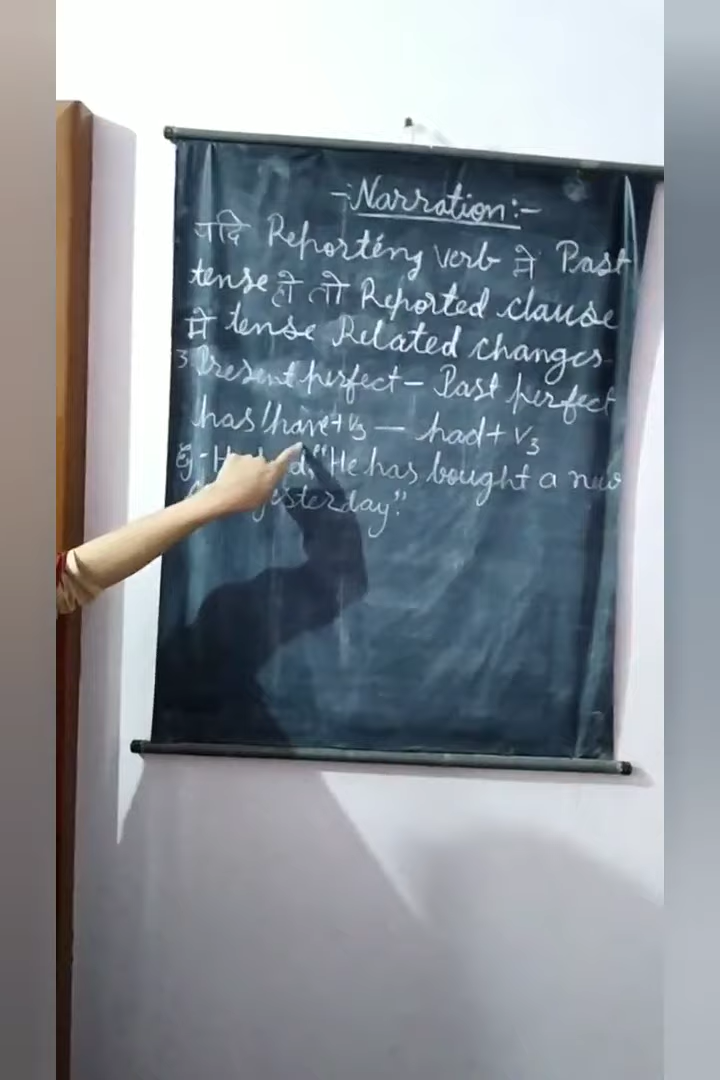 -: Narration:-
यदि Reporting verb में Past
tense हो तो Reported clause
में tense Related changes-
3. Present perfect - Past perfect
has/have+V3 - had+V3
Eg-: "He has bought a new
yesterday".